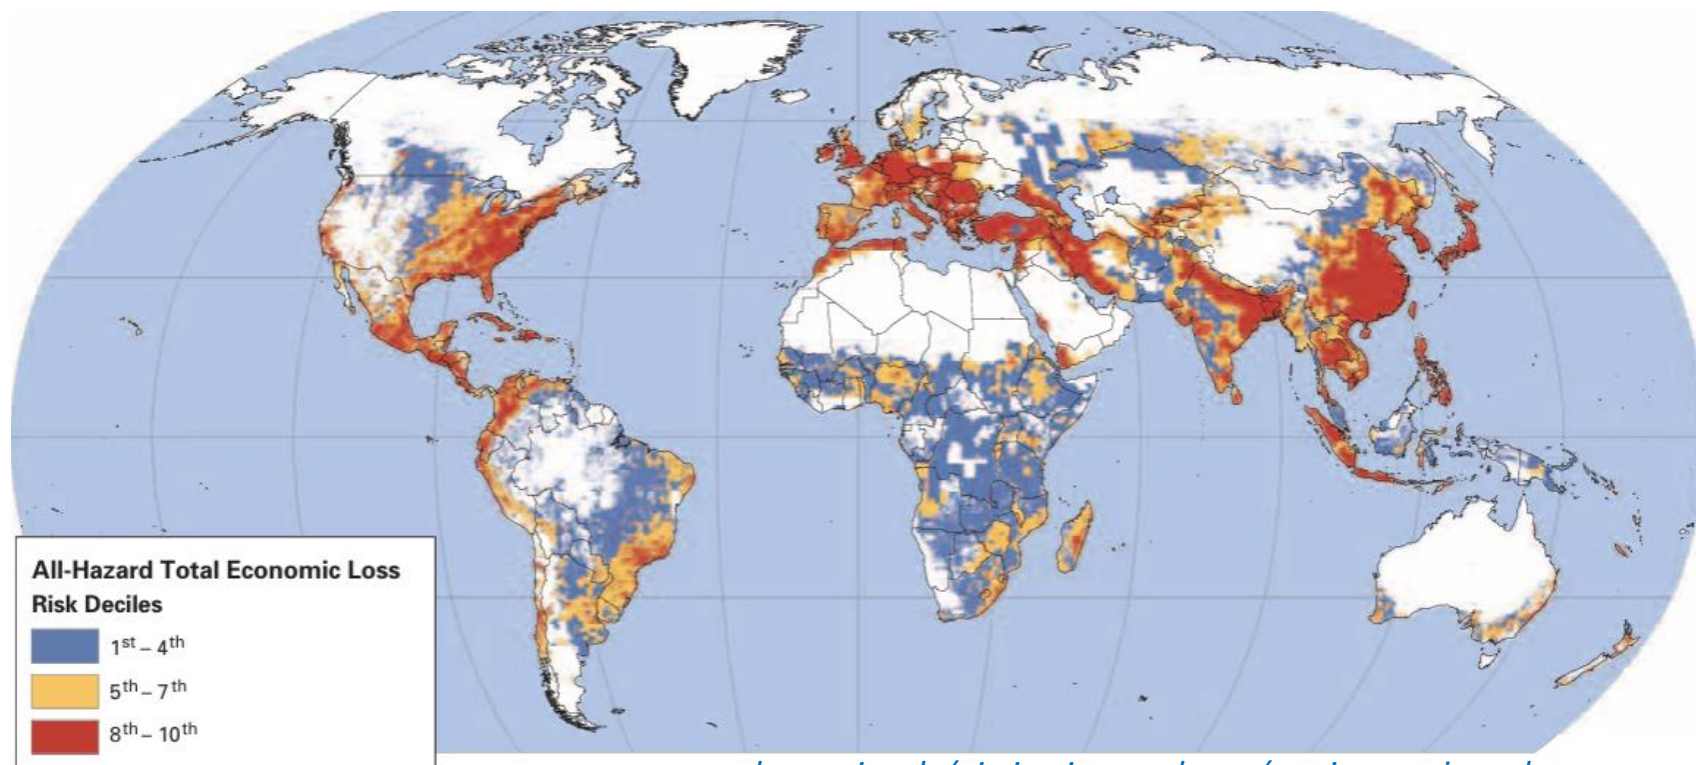 All-Hazard Total Economic Loss
Risk Deciles
1st – 4th
5th – 7th
8th – 10th